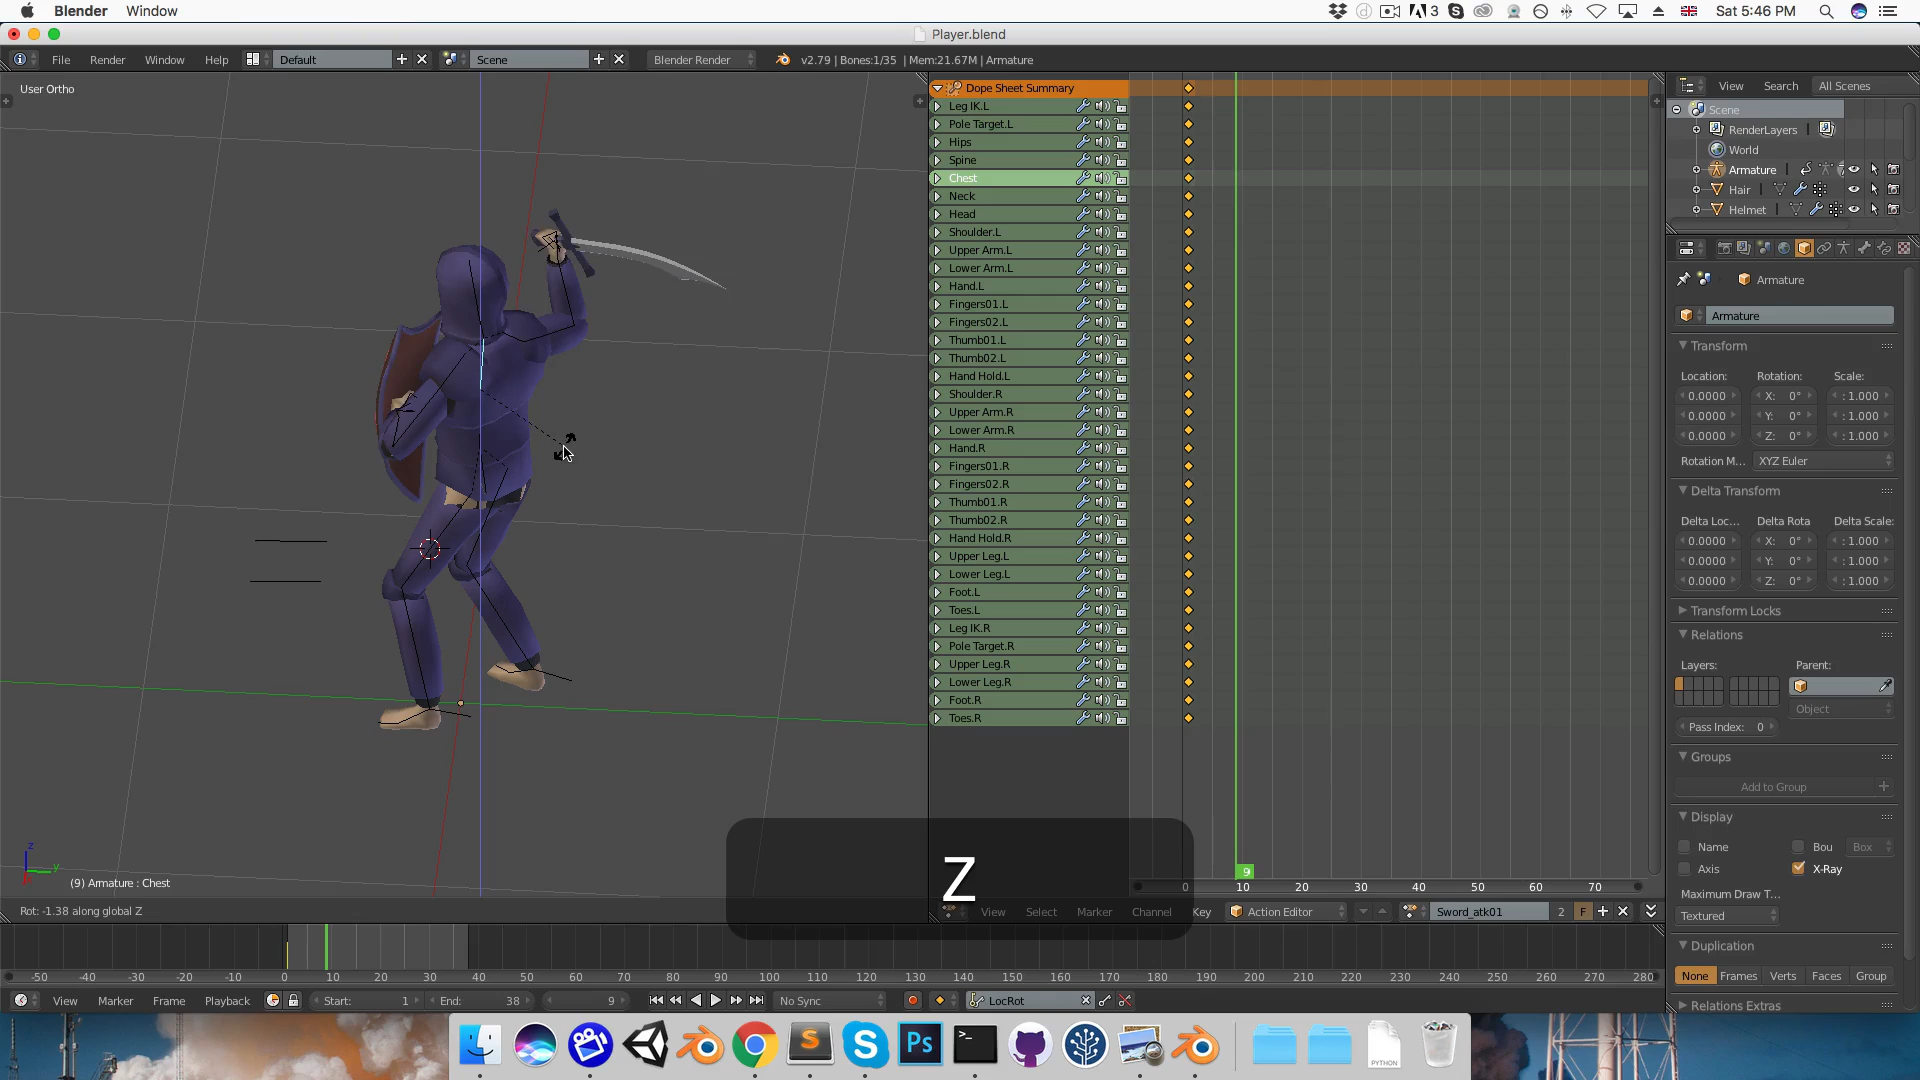 Blender Window
3 Sat 5:46 PM
Player.blend
File Render Window Help Default Scene Blender Render v2.79 | Bones:1/35 | Mem:21.67M | Armature
User Ortho
Dope Sheet Summary
Leg IK.L
Pole Target.L
Hips
Spine
Chest
Neck
Head
Shoulder.L
Upper Arm.L
Lower Arm.L
Hand.L
Fingers01.L
Fingers02.L
Thumb01.L
Thumb02.L
Hand Hold.L
Shoulder.R
Upper Arm.R
Lower Arm.R
Hand.R
Fingers01.R
Fingers02.R
Thumb01.R
Thumb02.R
Hand Hold.R
Upper Leg.L
Lower Leg.L
Foot.L
Toes.L
Leg IK.R
Pole Target.R
Upper Leg.R
Lower Leg.R
Foot.R
Toes.R
9
0 10 20 30 40 50 60 70
View Select Marker Channel Key Action Editor Sword_atk01 2 F
View Search All Scenes
Scene
RenderLayers
World
Armature
Hair
Helmet
Armature
Armature
Transform
Location: Rotation: Scale:
0.0000 X: 0° : 1.000
0.0000 Y: 0° : 1.000
0.0000 Z: 0° : 1.000
Rotation M... XYZ Euler
Delta Transform
Delta Loc... Delta Rota Delta Scale:
0.0000 X: 0° : 1.000
0.0000 Y: 0° : 1.000
0.0000 Z: 0° : 1.000
Transform Locks
Relations
Layers: Parent:
Object
Pass Index: 0
Groups
Add to Group
Display
Name Bou Box
Axis X-Ray
Maximum Draw T...
Textured
Duplication
None Frames Verts Faces Group
Relations Extras
z
y
(9) Armature : Chest
Rot: -1.38 along global Z
Z
-50 -40 -30 -20 -10 0 10 20 30 40 50 60 70 80 90 100 110 120 130 140 150 160 170 180 190 200 210 220 230 240 250 260 270 280
View Marker Frame Playback Start: 1 End: 38 9 No Sync LocRot
S S Ps >_ PYTHON